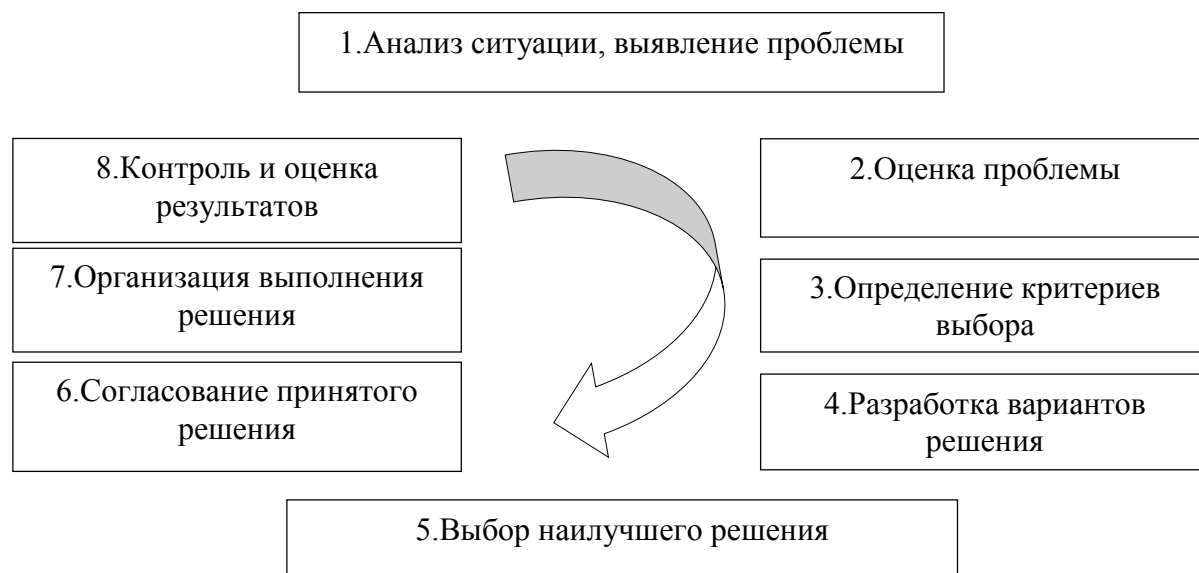 1.Анализ ситуации, выявление проблемы
8.Контроль и оценка
результатов
2.Оценка проблемы
7.Организация выполнения
решения
3.Определение критериев
выбора
6.Согласование принятого
решения
4.Разработка вариантов
решения
5.Выбор наилучшего решения